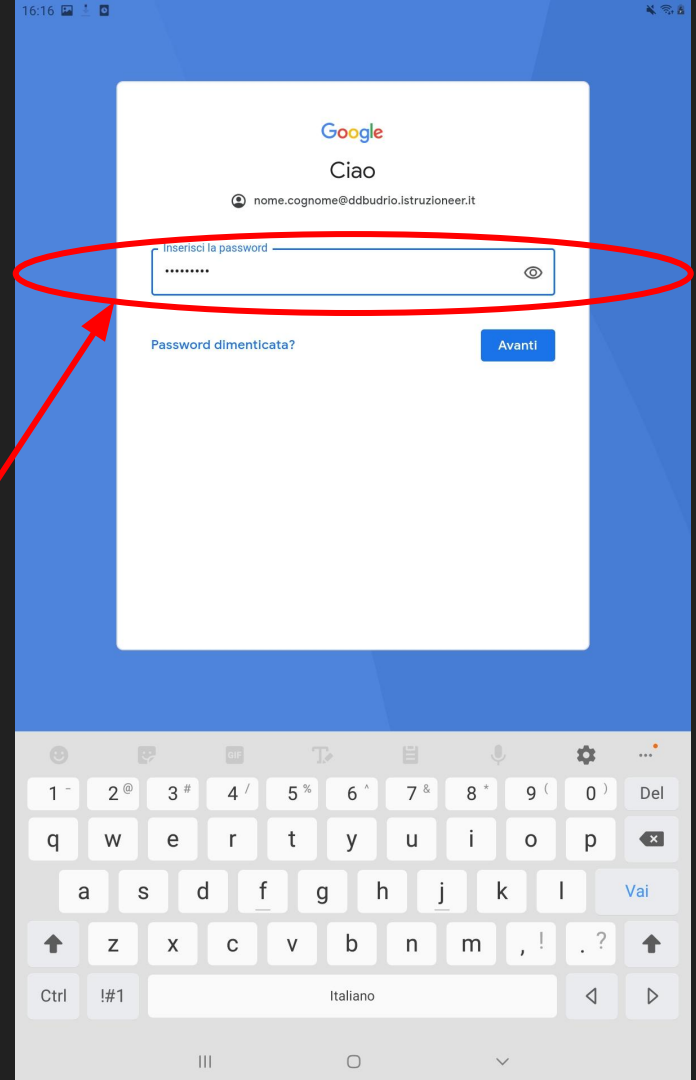 16:16
Google
Ciao
nome.cognome@ddbudrio.istruzioneer.it
Inserisci la password
•••••••••
Password dimenticata?
Avanti
GIF
1 - 2 @ 3 # 4 / 5 % 6 ^ 7 & 8 * 9 ( 0 ) Del
q w e r t y u i o p
a s d f g h j k l Vai
z x c v b n m , ! . ?
Ctrl !#1 Italiano